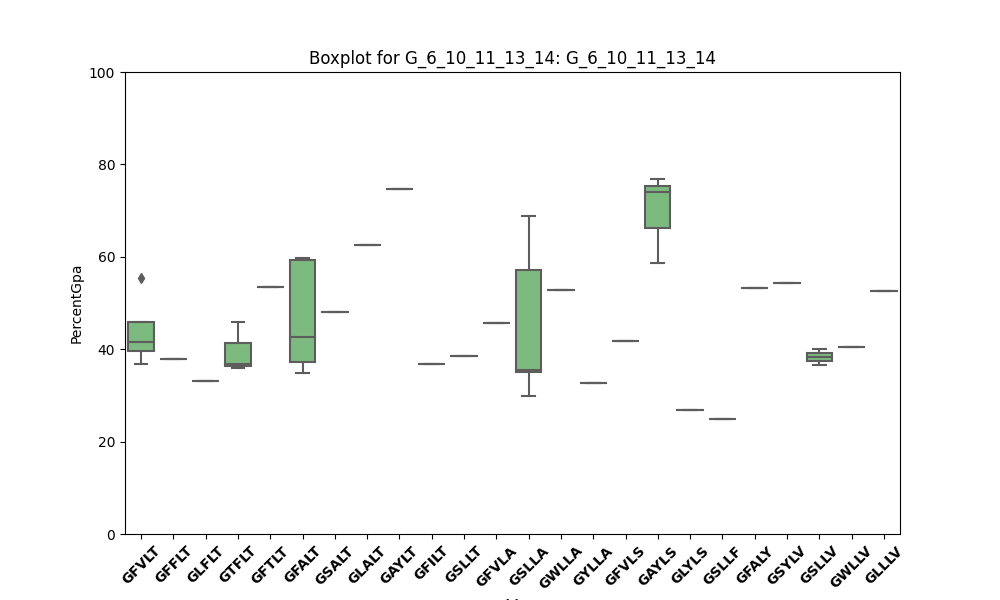 Boxplot for G_6_10_11_13_14: G_6_10_11_13_14
PercentGpa
100
80
60
40
20
0
GFVLT
GFFLT
GLFLT
GTFLT
GFTLT
GFALT
GSALT
GLALT
GAYLT
GFILT
GSLLT
GFVLA
GSLLA
GWLLA
GYLLA
GFVLS
GAYLS
GLYLS
GSLLF
GFALY
GSYLV
GSLLV
GWLLV
GLLLV